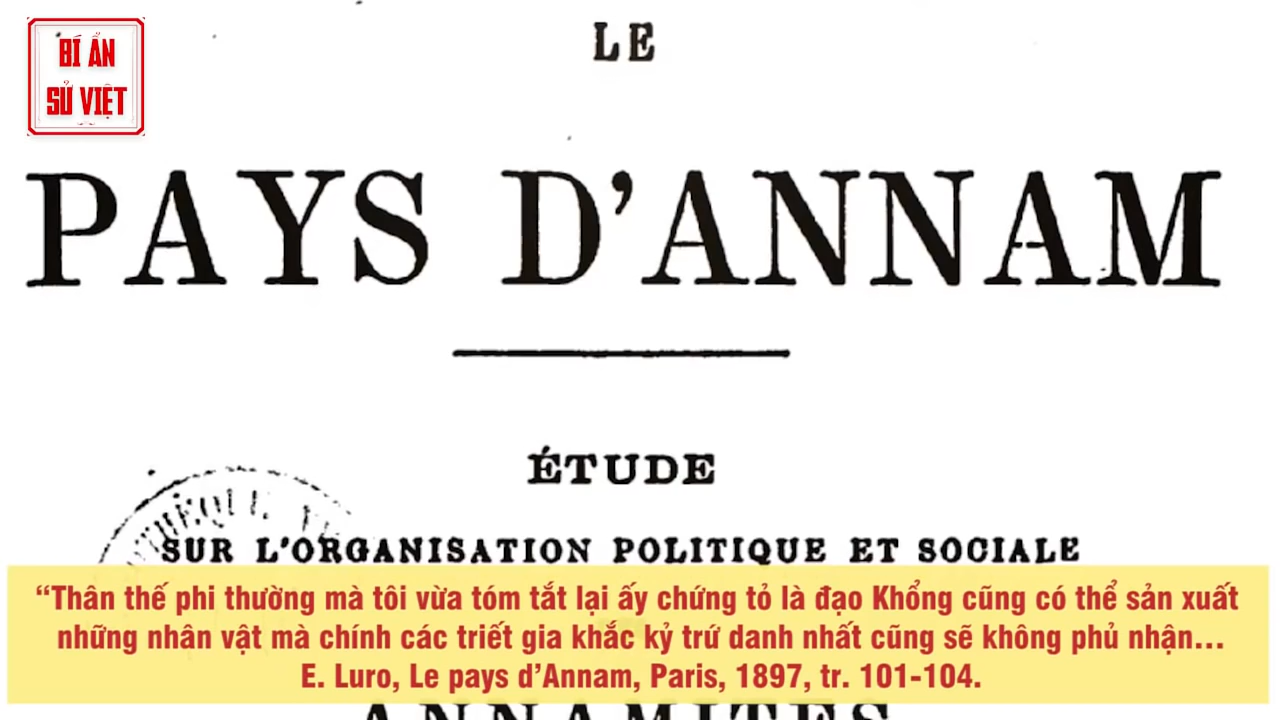 BÍ ẨN
SỬ VIỆT
LE
PAYS D'ANNAM
ÉTUDE
SUR L'ORGANISATION POLITIQUE ET SOCIALE
“Thân thế phi thường mà tôi vừa tóm tắt lại ấy chứng tỏ là đạo Khổng cũng có thể sản xuất
những nhân vật mà chính các triết gia khắc kỷ trứ danh nhất cũng sẽ không phủ nhận...
E. Luro, Le pays d’Annam, Paris, 1897, tr. 101-104.
ANNAMITES